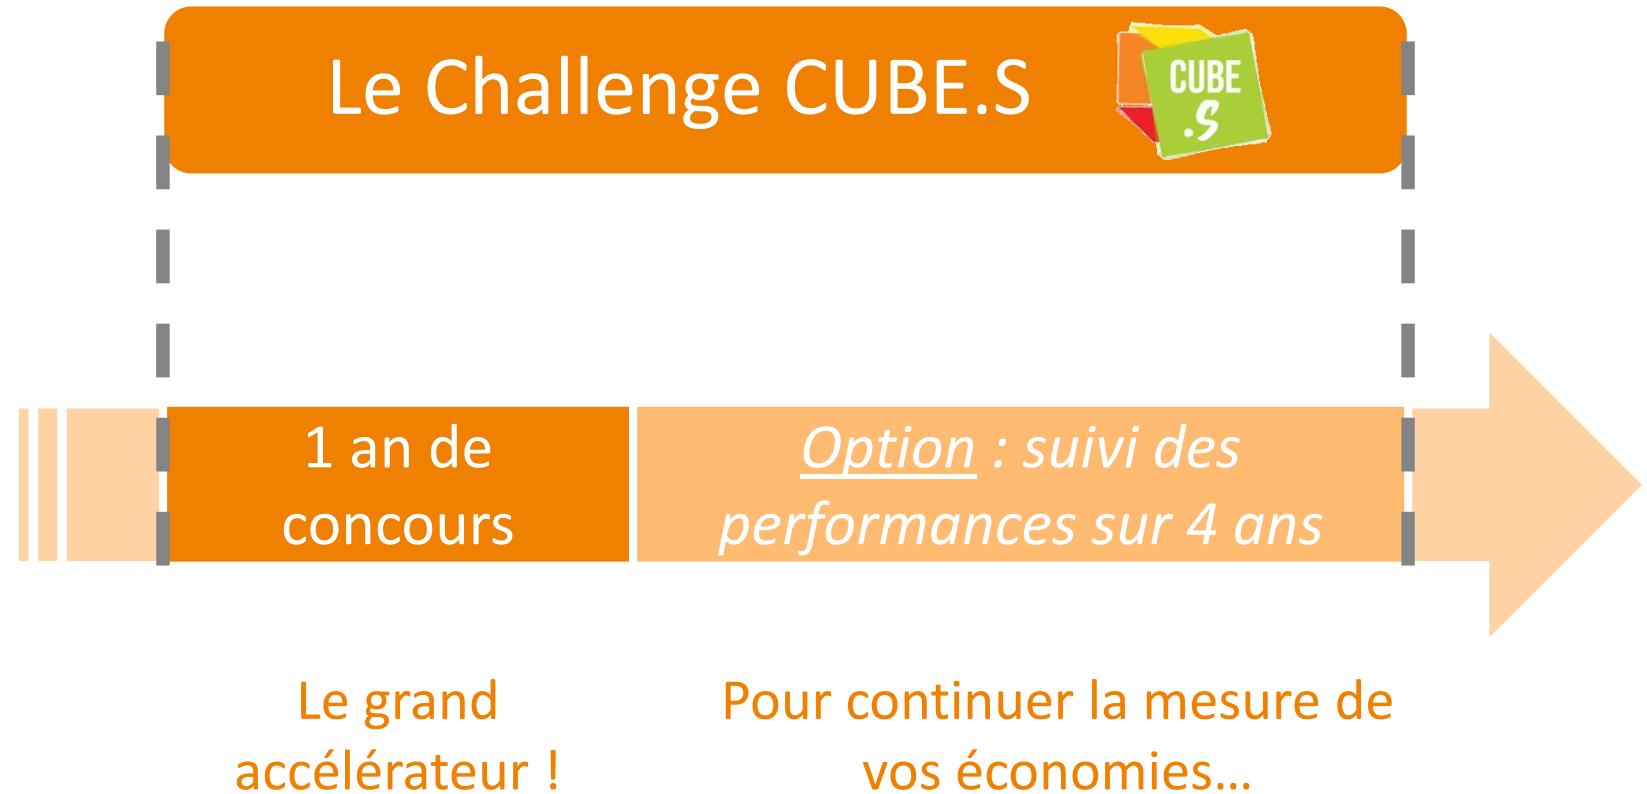 Le Challenge CUBE.S
CUBE
.S
1 an de
concours
Option : suivi des
performances sur 4 ans
Le grand
accélérateur !
Pour continuer la mesure de
vos économies…